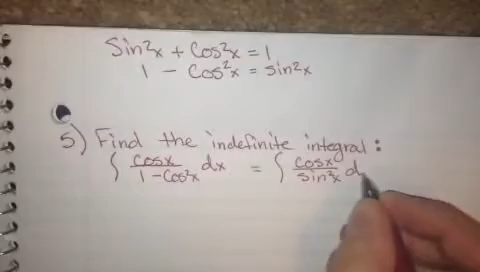 Sin²x + Cos²x = 1
1 - Cos²x = sin²x
5) Find the indefinite integral:
∫ cosx / 1 - Cos²x dx = ∫ cosx / sin²x d